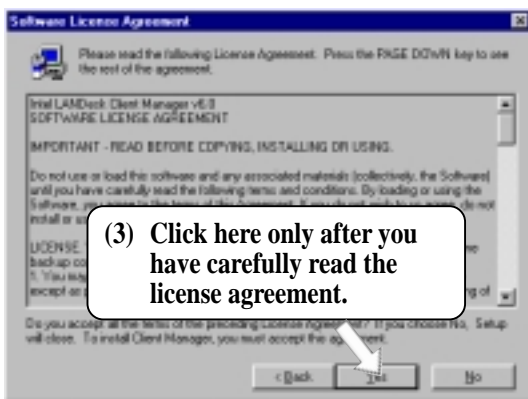 Software License Agreement
Please read the following License Agreement. Press the PAGE DOWN key to see
the rest of the agreement.
Intel LANDesk Client Manager v6.0
SOFTWARE LICENSE AGREEMENT
IMPORTANT - READ BEFORE COPYING, INSTALLING OR USING.
Do not use or load this software and any associated materials (collectively, the Software)
until you have carefully read the following terms and conditions. By loading or using the
Software, you agree to the terms of this Agreement. If you do not wish to so agree, do not
install or us
LICENSE.
backup co
1. You may
except as p
ng of
(3) Click here only after you
have carefully read the
license agreement.
Do you accept all the terms of the preceding License Agreement? If you choose No, Setup
will close. To install Client Manager, you must accept this agreement.
< Back
Yes
No